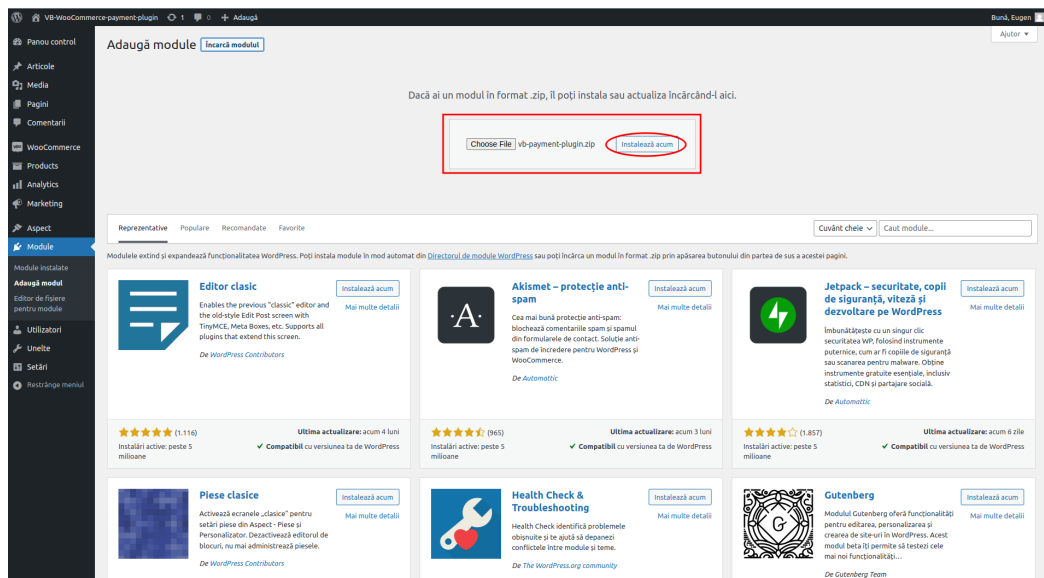 VB-WooCommerce-payment-plugin 1 0 + Adaugă Bună, Eugen
Ajutor
Panou control
Articole
Media
Pagini
Comentarii
WooCommerce
Products
Analytics
Marketing
Aspect
Module
Module instalate
Adaugă modul
Editor de fișiere
pentru module
Utilizatori
Unelte
Setări
Restrânge meniul
Adaugă module Încarcă modulul
Dacă ai un modul în format .zip, îl poți instala sau actualiza încărcând-l aici.
Choose File vb-payment-plugin.zip Instalează acum
Reprezentative Populare Recomandate Favorite Cuvânt cheie Caut module...
Modulele extind și expandează funcționalitatea WordPress. Poți instala module în mod automat din Directorul de module WordPress sau poți încărca un modul în format .zip prin apăsarea butonului din partea de sus a acestei pagini.
Editor clasic
Instalează acum
Mai multe detalii
Enables the previous "classic" editor and
the old-style Edit Post screen with
TinyMCE, Meta Boxes, etc. Supports all
plugins that extend this screen.
De WordPress Contributors
(1.116)
Instalări active: peste 5
milioane
Ultima actualizare: acum 4 luni
Compatibil cu versiunea ta de WordPress
Akismet – protecție anti-
spam
Instalează acum
Mai multe detalii
Cea mai bună protecție anti-spam:
blochează comentariile spam și spamul
din formularele de contact. Soluție anti-
spam de încredere pentru WordPress și
WooCommerce.
De Automattic
(965)
Instalări active: peste 5
milioane
Ultima actualizare: acum 3 luni
Compatibil cu versiunea ta de WordPress
Jetpack – securitate, copii
de siguranță, viteză și
dezvoltare pe WordPress
Instalează acum
Mai multe detalii
Îmbunătățește cu un singur clic
securitatea WP, folosind instrumente
puternice, cum ar fi copiile de siguranță
sau scanarea pentru malware. Obține
instrumente gratuite esențiale, inclusiv
statistici, CDN și partajare socială.
De Automattic
(1.857)
Instalări active: peste 5
milioane
Ultima actualizare: acum 6 zile
Compatibil cu versiunea ta de WordPress
Piese clasice
Instalează acum
Mai multe detalii
Activează ecranele „clasice" pentru
setări piese din Aspect - Piese și
Personalizator. Dezactivează editorul de
blocuri, nu mai administrează piesele.
De WordPress Contributors
Health Check &
Troubleshooting
Instalează acum
Mai multe detalii
Health Check identifică problemele
obișnuite și te ajută să depanezi
conflictele între module și teme.
De The WordPress.org community
Gutenberg
Instalează acum
Mai multe detalii
Modulul Gutenberg oferă funcționalități
pentru editarea, personalizarea și
crearea de site-uri în WordPress. Acest
modul beta îți permite să testezi cele
mai noi funcționalități…
De Gutenberg Team